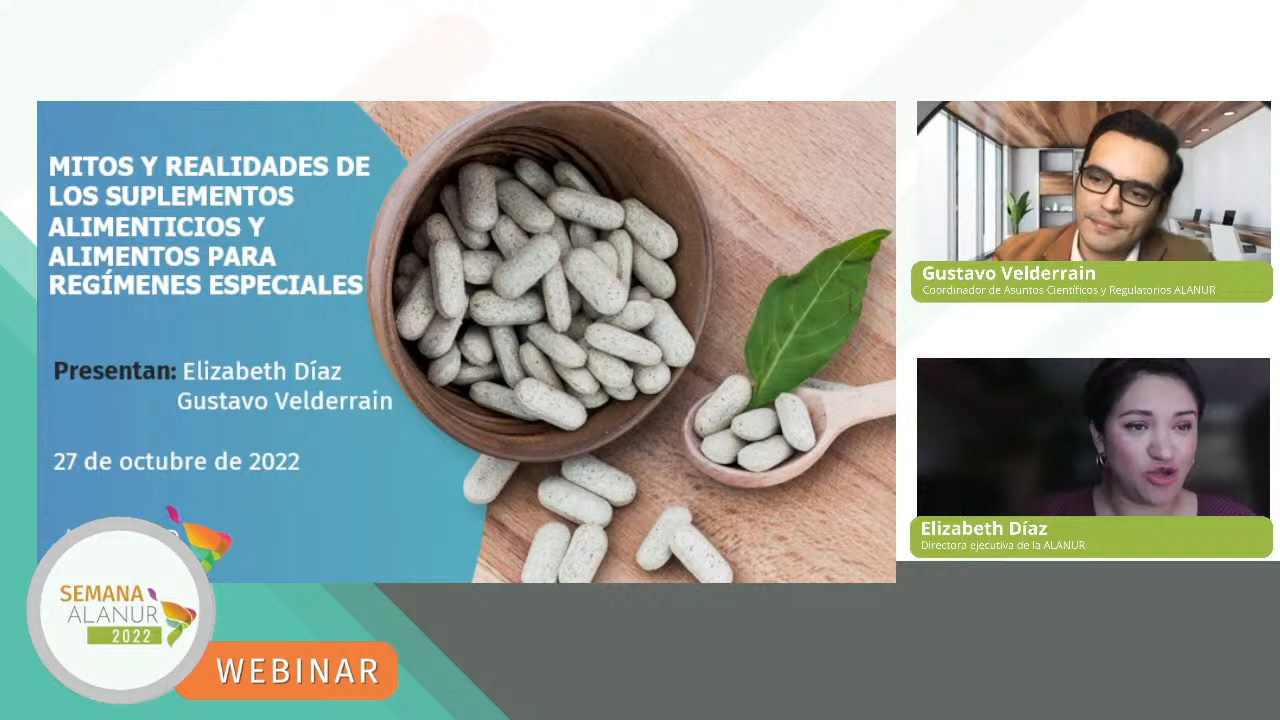 MITOS Y REALIDADES DE
LOS SUPLEMENTOS
ALIMENTICIOS Y
ALIMENTOS PARA
REGÍMENES ESPECIALES
Presentan: Elizabeth Díaz
Gustavo Velderrain
27 de octubre de 2022
SEMANA
ALANUR
2022
WEBINAR
Gustavo Velderrain
Coordinador de Asuntos Científicos y Regulatorios ALANUR
Elizabeth Díaz
Directora ejecutiva de la ALANUR